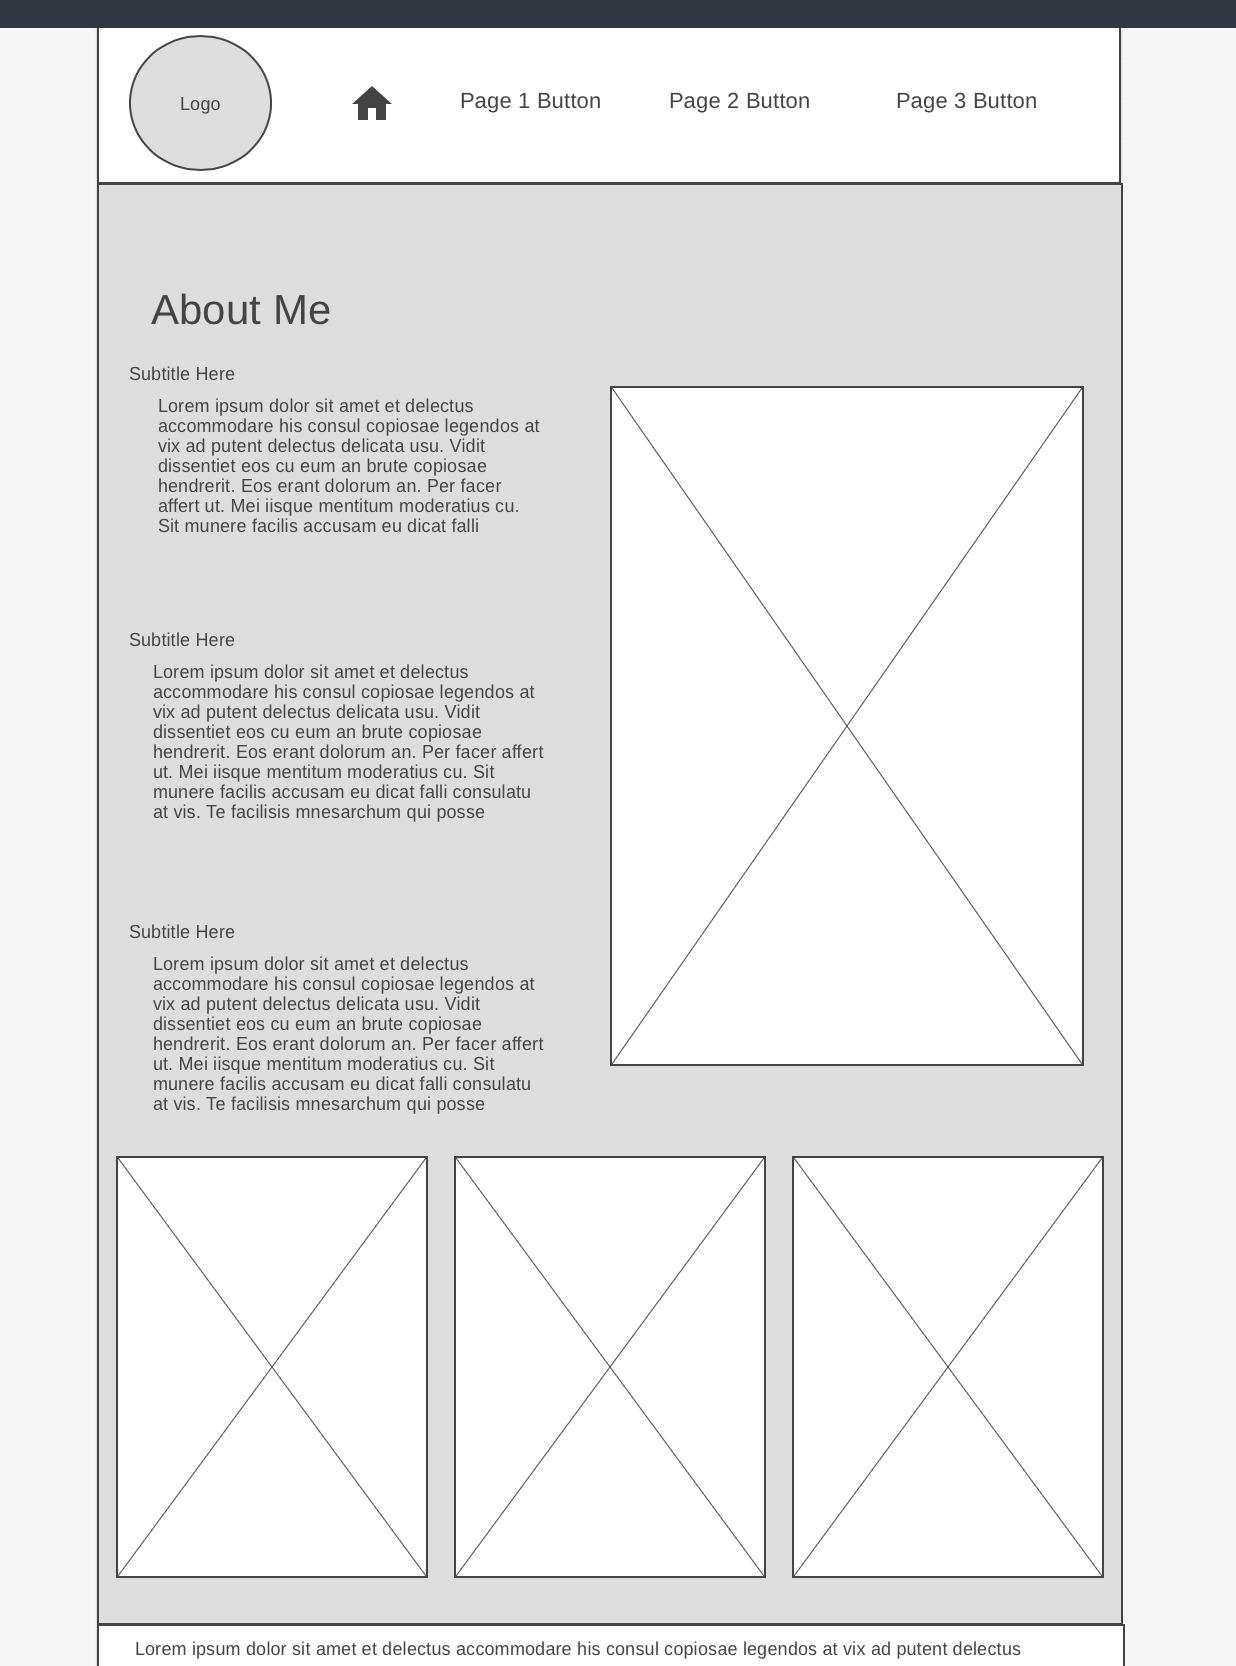 Logo
Page 1 Button
Page 2 Button
Page 3 Button
About Me
Subtitle Here
Lorem ipsum dolor sit amet et delectus
accommodare his consul copiosae legendos at
vix ad putent delectus delicata usu. Vidit
dissentiet eos cu eum an brute copiosae
hendrerit. Eos erant dolorum an. Per facer
affert ut. Mei iisque mentitum moderatius cu.
Sit munere facilis accusam eu dicat falli
Subtitle Here
Lorem ipsum dolor sit amet et delectus
accommodare his consul copiosae legendos at
vix ad putent delectus delicata usu. Vidit
dissentiet eos cu eum an brute copiosae
hendrerit. Eos erant dolorum an. Per facer affert
ut. Mei iisque mentitum moderatius cu. Sit
munere facilis accusam eu dicat falli consulatu
at vis. Te facilisis mnesarchum qui posse
Subtitle Here
Lorem ipsum dolor sit amet et delectus
accommodare his consul copiosae legendos at
vix ad putent delectus delicata usu. Vidit
dissentiet eos cu eum an brute copiosae
hendrerit. Eos erant dolorum an. Per facer affert
ut. Mei iisque mentitum moderatius cu. Sit
munere facilis accusam eu dicat falli consulatu
at vis. Te facilisis mnesarchum qui posse
Lorem ipsum dolor sit amet et delectus accommodare his consul copiosae legendos at vix ad putent delectus